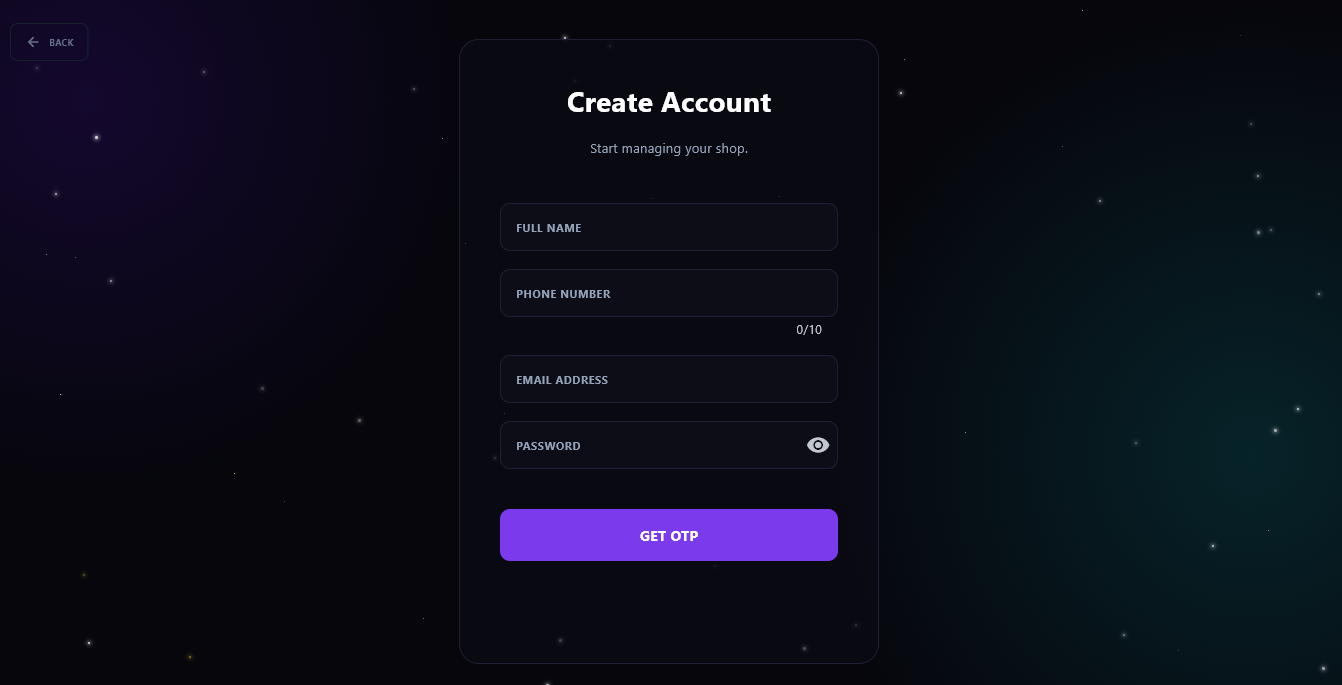 BACK
Create Account
Start managing your shop.
FULL NAME
PHONE NUMBER
0/10
EMAIL ADDRESS
PASSWORD
GET OTP